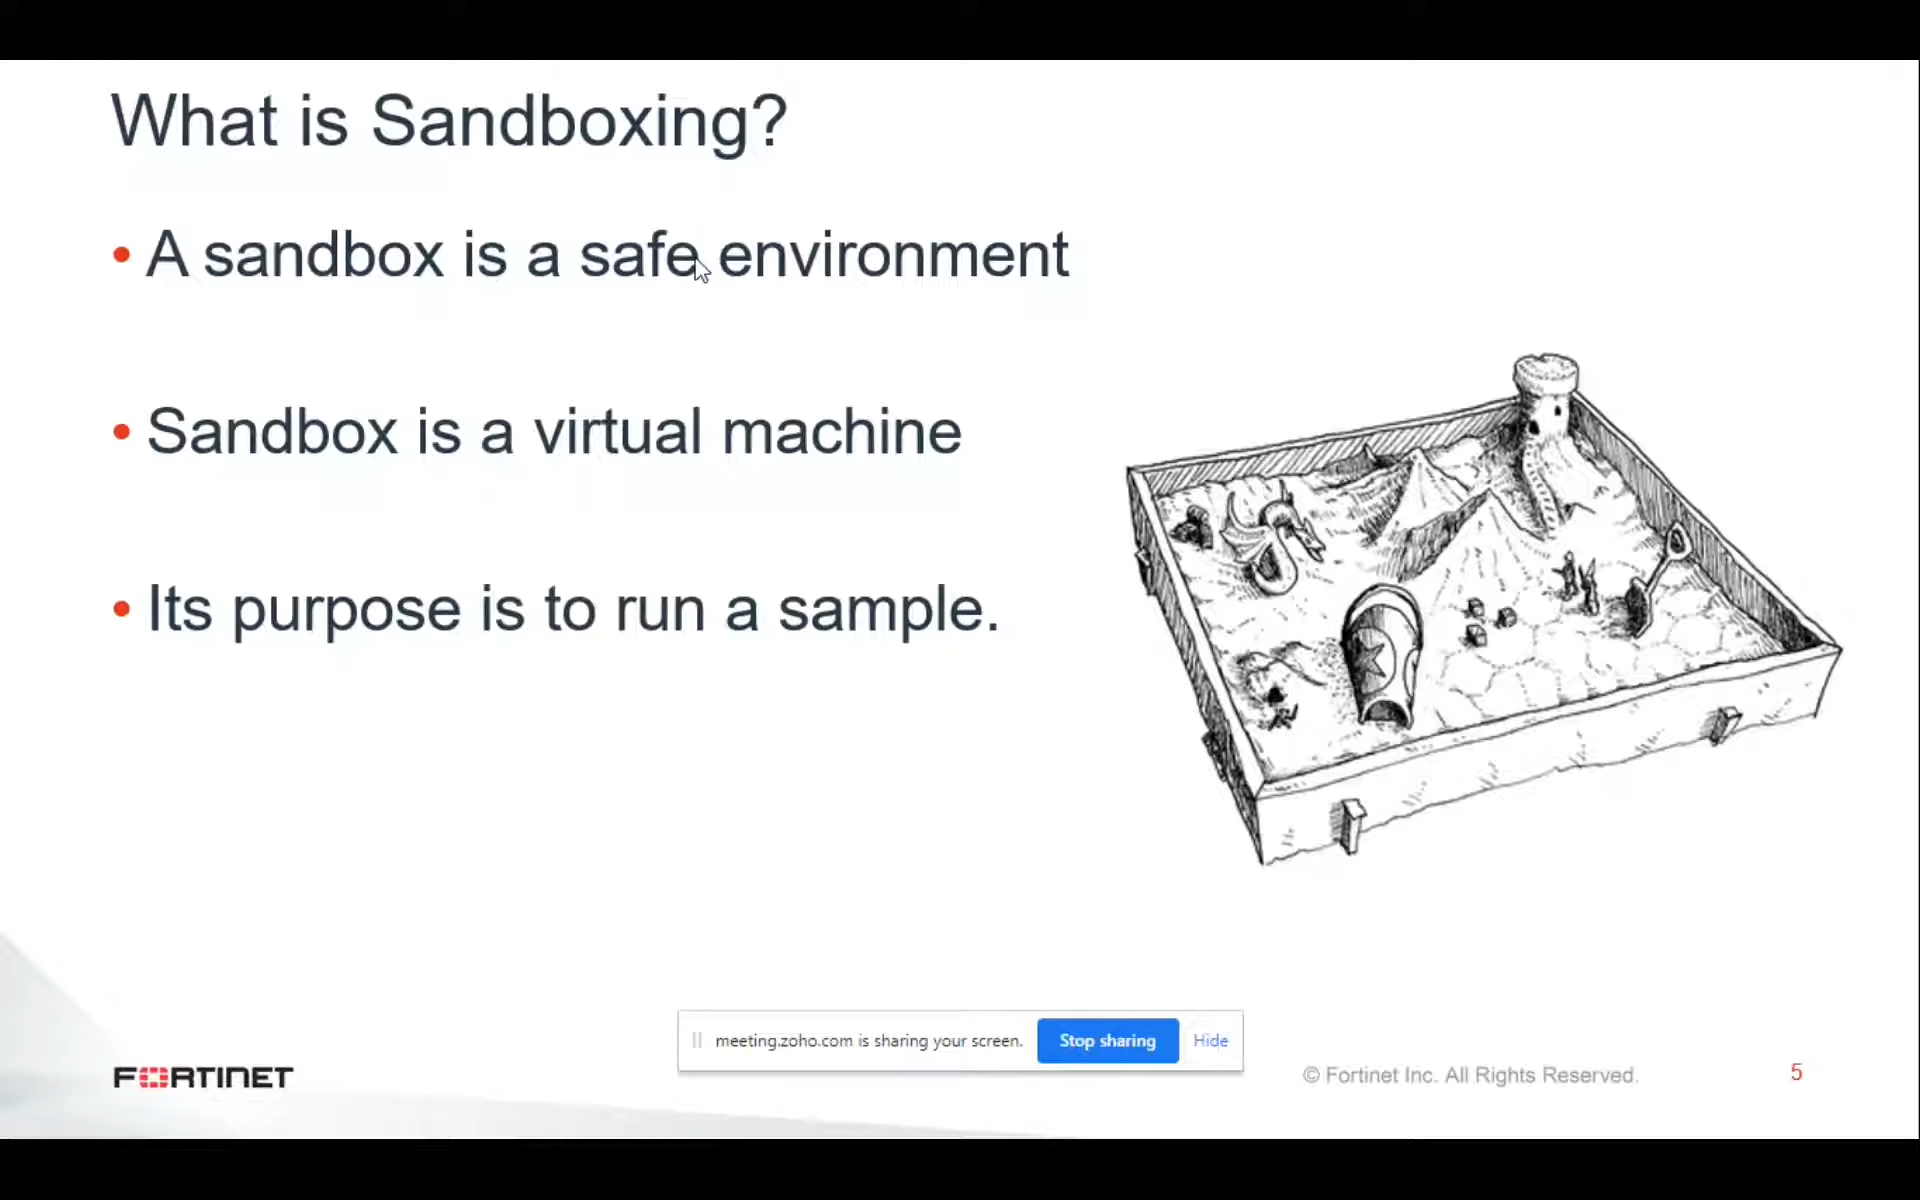 What is Sandboxing?
• A sandbox is a safe environment
• Sandbox is a virtual machine
• Its purpose is to run a sample.
meeting.zoho.com is sharing your screen. Stop sharing Hide
FORTINET
© Fortinet Inc. All Rights Reserved. 5